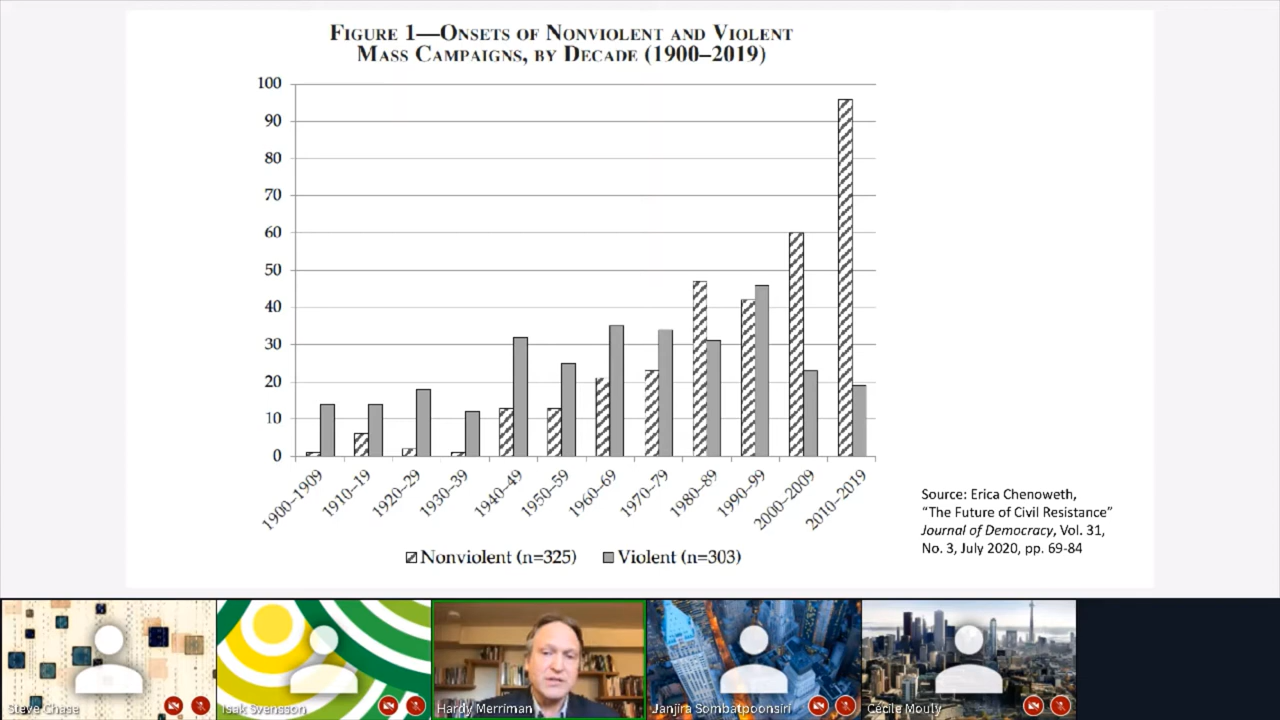 FIGURE 1—ONSETS OF NONVIOLENT AND VIOLENT
MASS CAMPAIGNS, BY DECADE (1900–2019)
100
90
80
70
60
50
40
30
20
10
0
1900–1909
1910–19
1920–29
1930–39
1940–49
1950–59
1960–69
1970–79
1980–89
1990–99
2000–2009
2010–2019
Nonviolent (n=325) Violent (n=303)
Source: Erica Chenoweth,
“The Future of Civil Resistance”
Journal of Democracy, Vol. 31,
No. 3, July 2020, pp. 69-84
Steve Chase
Isak Svensson
Hardy Merriman
Janjira Sombatpoonsiri
Cécile Mouly